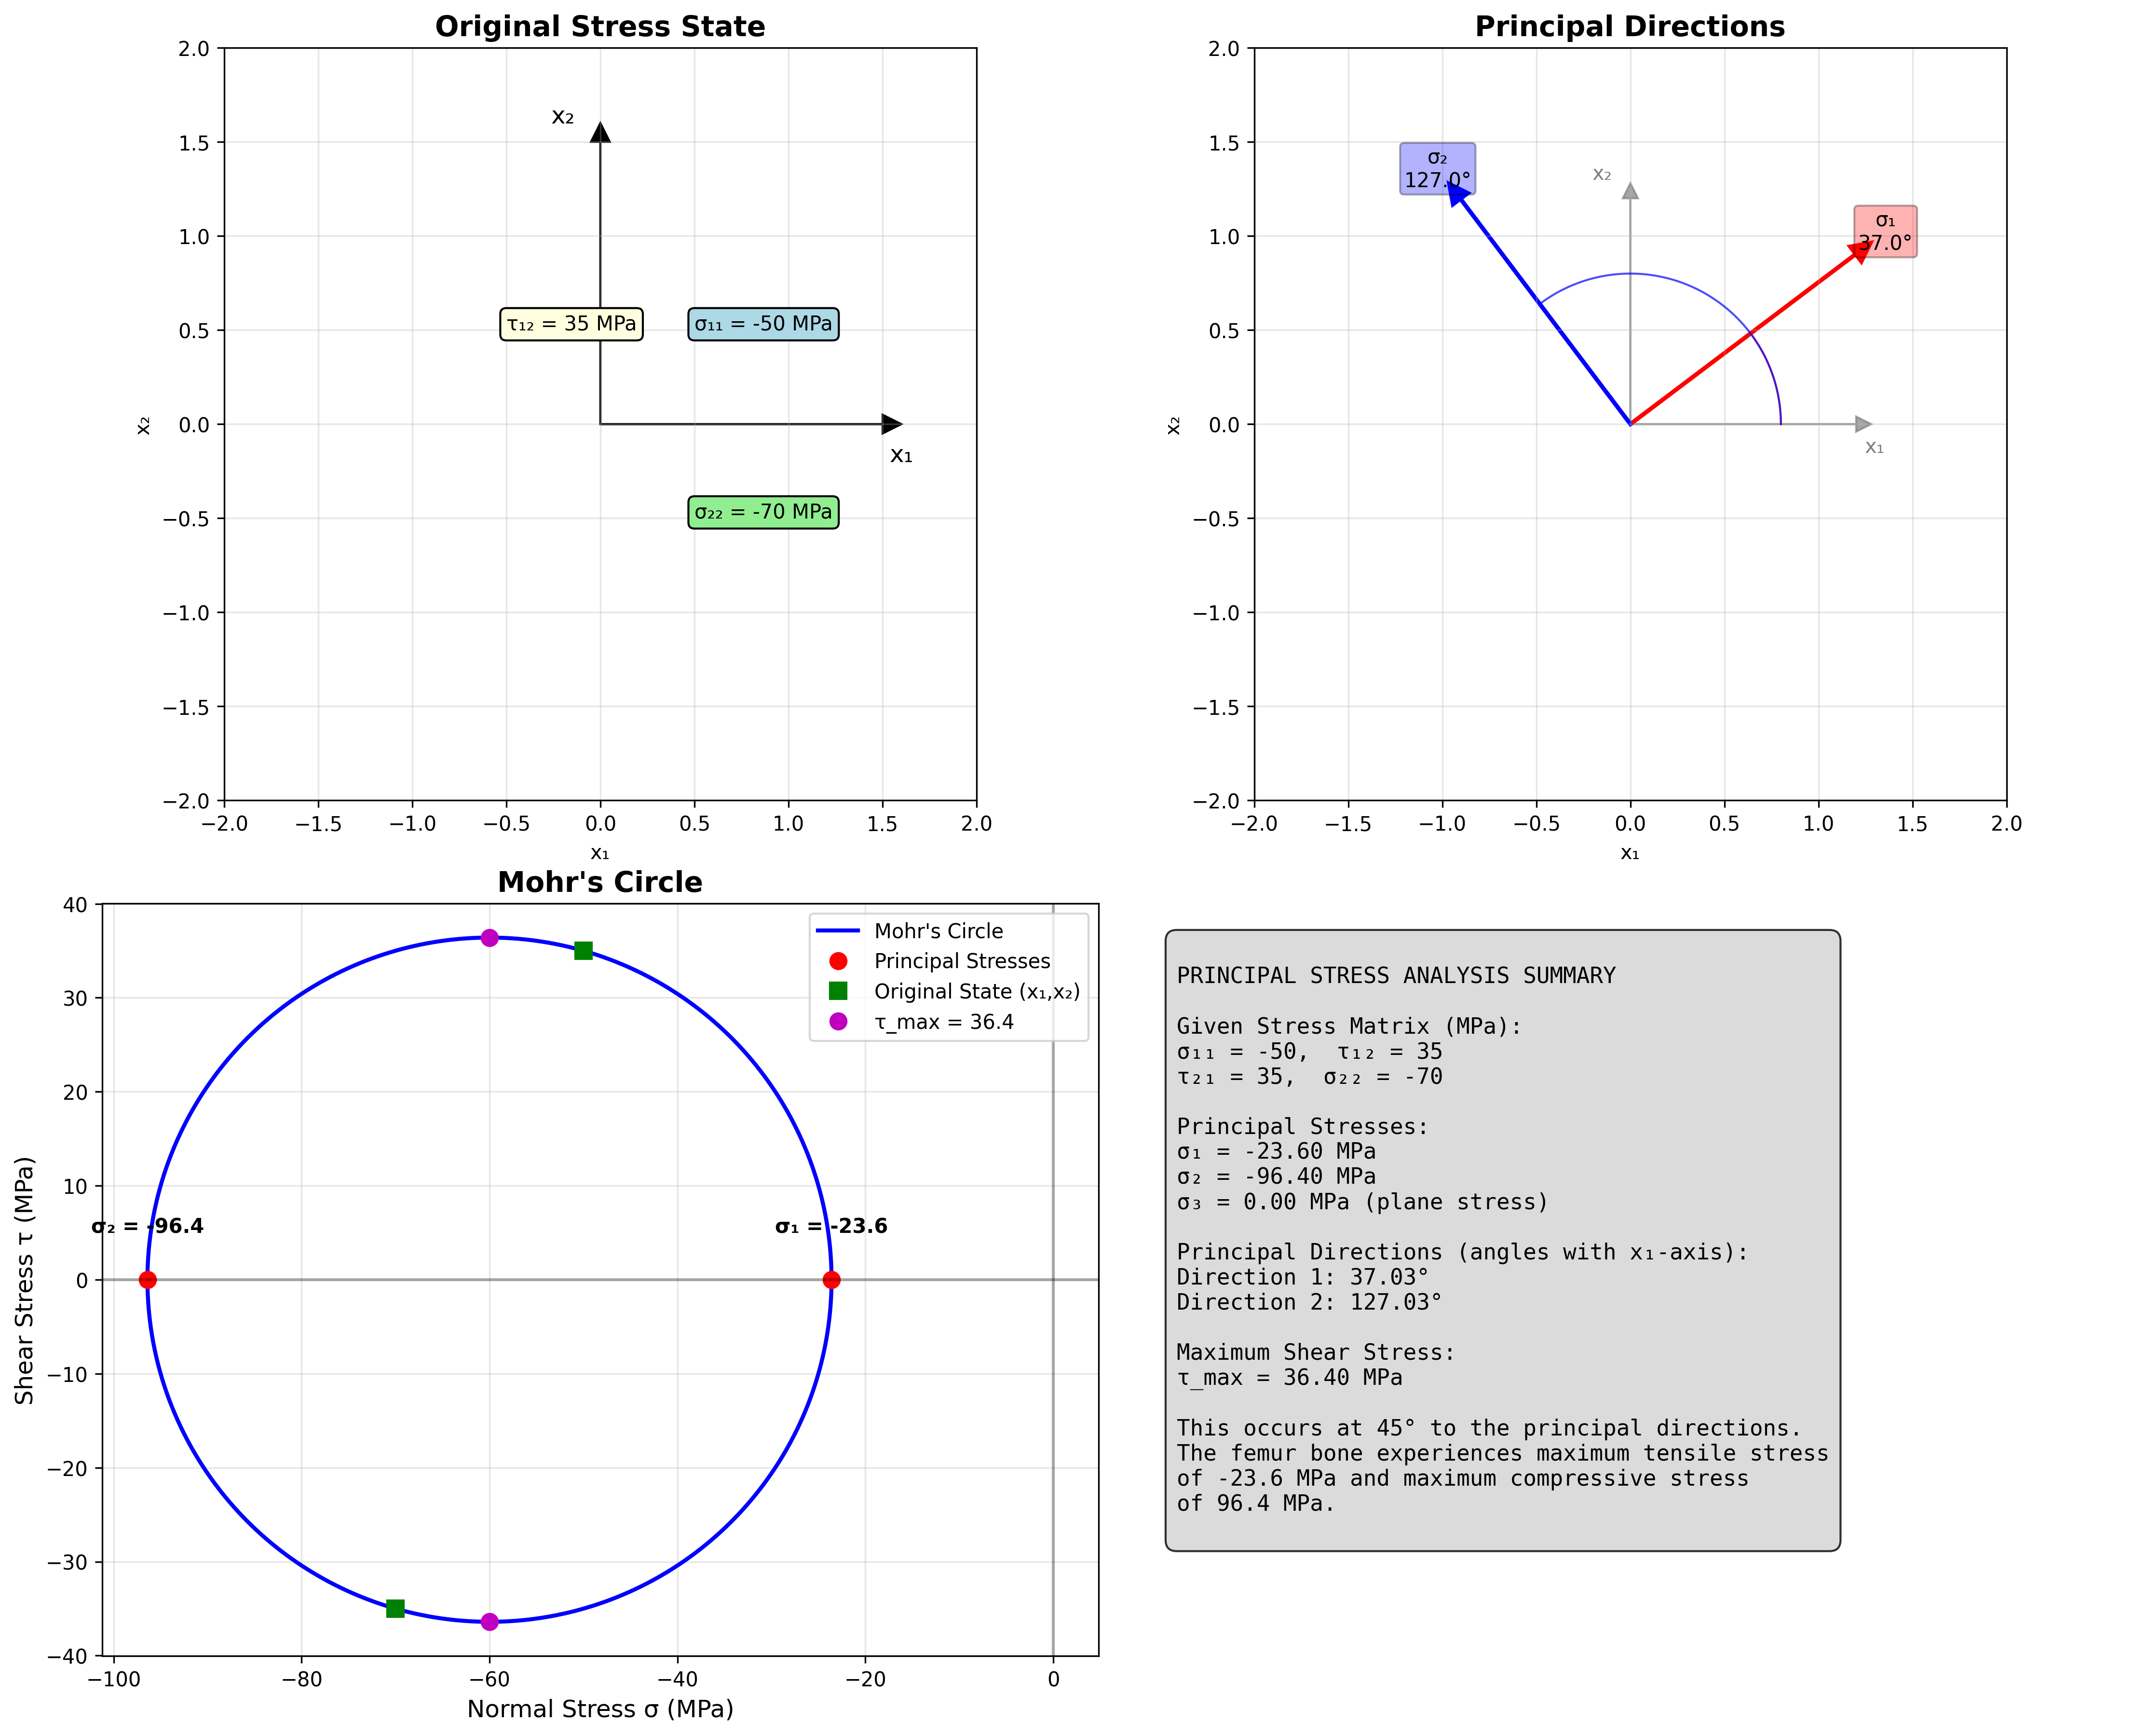 Original Stress State
2.0
1.5
1.0
0.5
0.0
−0.5
−1.0
−1.5
−2.0
x₂
x₂
τ₁₂ = 35 MPa
σ₁₁ = -50 MPa
x₁
σ₂₂ = -70 MPa
−2.0 −1.5 −1.0 −0.5 0.0 0.5 1.0 1.5 2.0
x₁
Principal Directions
2.0
1.5
1.0
0.5
0.0
−0.5
−1.0
−1.5
−2.0
x₂
σ₂
127.0°
x₂
σ₁
37.0°
x₁
−2.0 −1.5 −1.0 −0.5 0.0 0.5 1.0 1.5 2.0
x₁
Mohr's Circle
40
30
20
10
0
−10
−20
−30
−40
Shear Stress τ (MPa)
Mohr's Circle
Principal Stresses
Original State (x₁,x₂)
τ_max = 36.4
σ₂ = -96.4
σ₁ = -23.6
−100 −80 −60 −40 −20 0
Normal Stress σ (MPa)
PRINCIPAL STRESS ANALYSIS SUMMARY
Given Stress Matrix (MPa):
σ₁₁ = -50,  τ₁₂ = 35
τ₂₁ = 35,  σ₂₂ = -70
Principal Stresses:
σ₁ = -23.60 MPa
σ₂ = -96.40 MPa
σ₃ = 0.00 MPa (plane stress)
Principal Directions (angles with x₁-axis):
Direction 1: 37.03°
Direction 2: 127.03°
Maximum Shear Stress:
τ_max = 36.40 MPa
This occurs at 45° to the principal directions.
The femur bone experiences maximum tensile stress
of -23.6 MPa and maximum compressive stress
of 96.4 MPa.